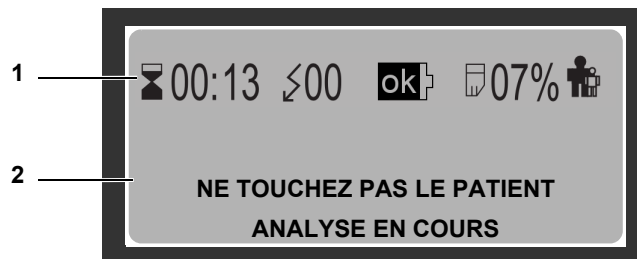 1
00:13 00 ok 07%
2
NE TOUCHEZ PAS LE PATIENT
ANALYSE EN COURS